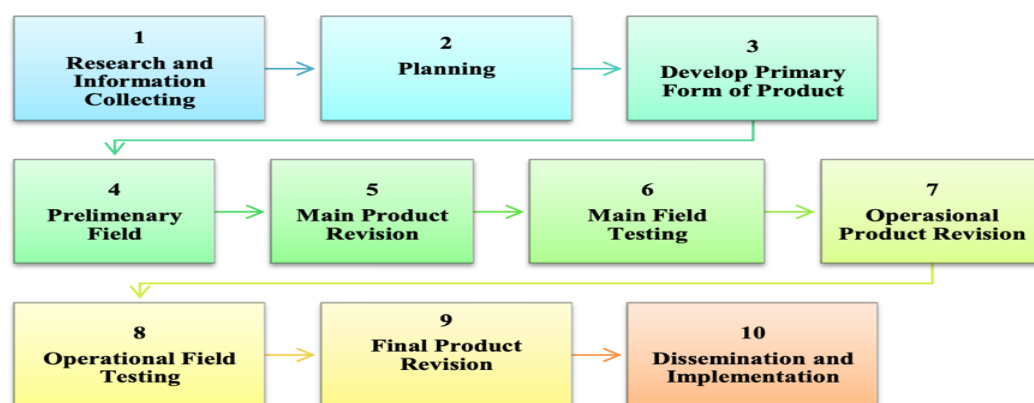 1
Research and
Information
Collecting
2
Planning
3
Develop Primary
Form of Product
4
Prelimenary
Field
5
Main Product
Revision
6
Main Field
Testing
7
Operasional
Product Revision
8
Operational Field
Testing
9
Final Product
Revision
10
Dissemination and
Implementation